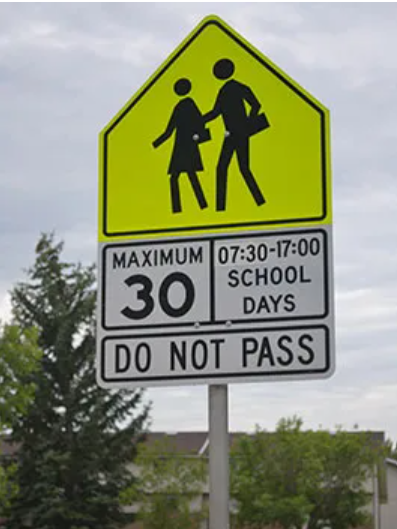 MAXIMUM
30
07:30-17:00
SCHOOL
DAYS
DO NOT PASS